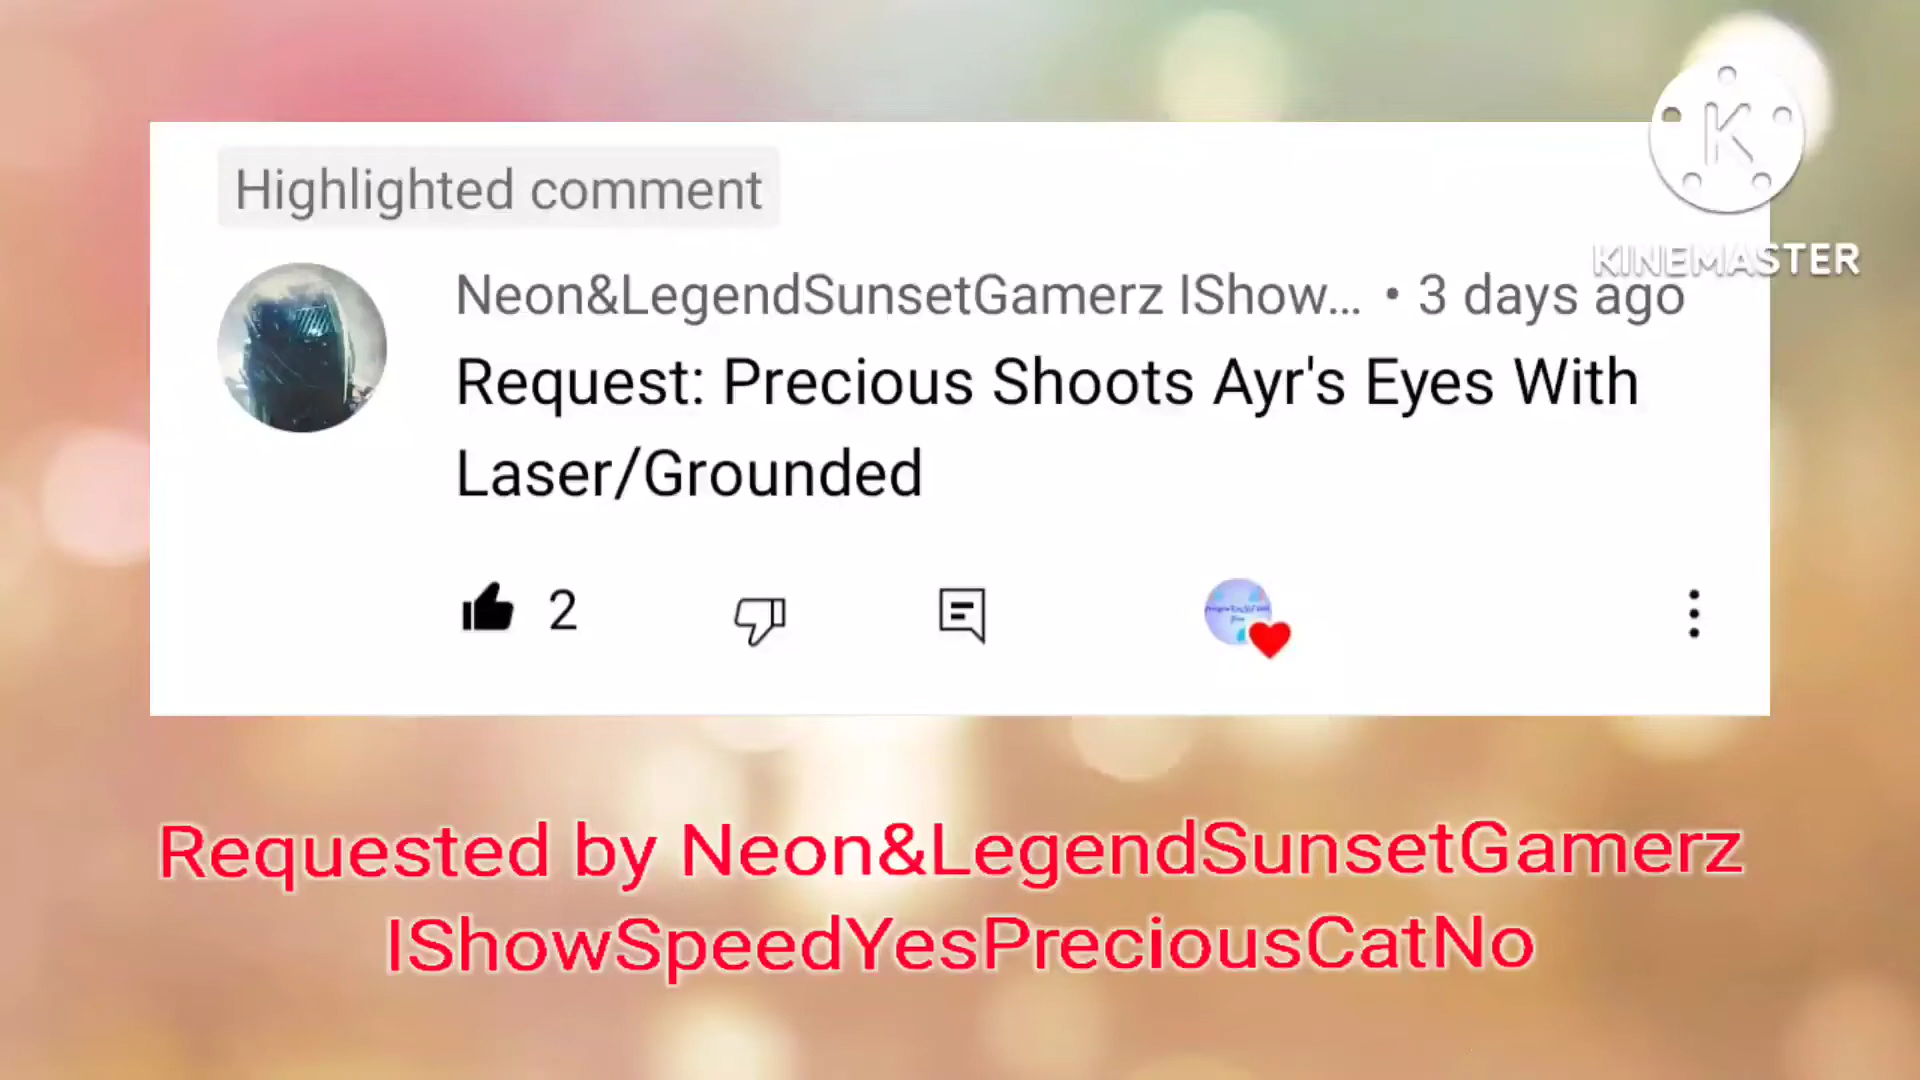 Highlighted comment
K
KINEMASTER
Neon&LegendSunsetGamerz IShow... • 3 days ago
Request: Precious Shoots Ayr's Eyes With
Laser/Grounded
2
Requested by Neon&LegendSunsetGamerz
IShowSpeedYesPreciousCatNo